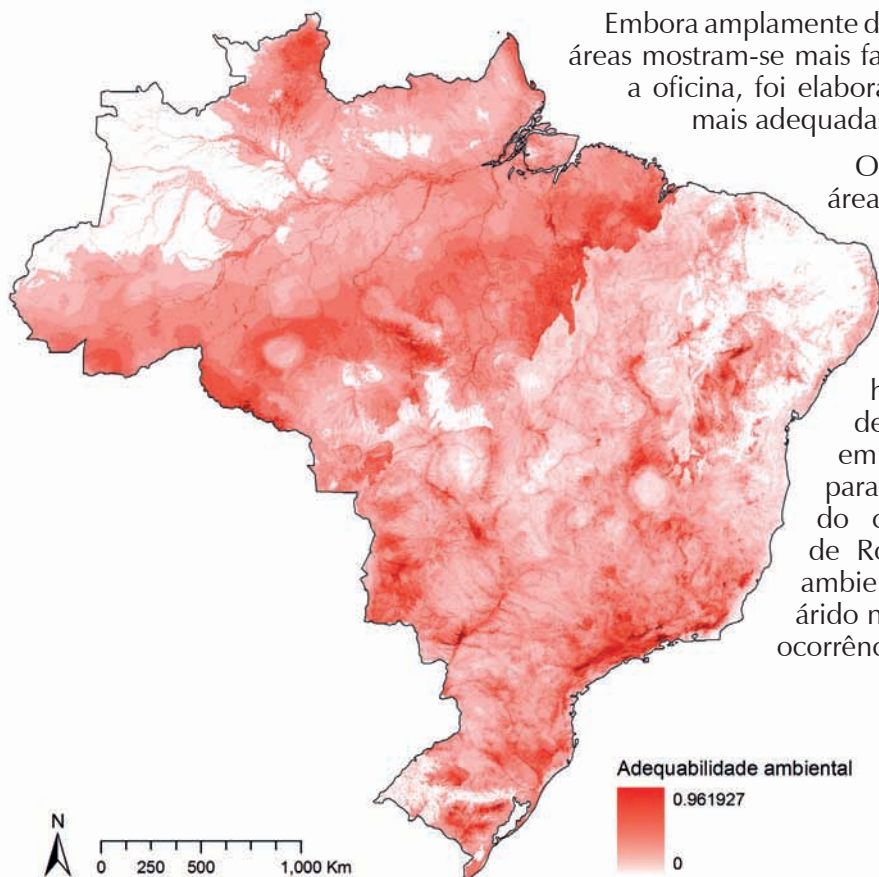 Embora amplamente d
áreas mostram-se mais fa
a oficina, foi elabora
mais adequadas
O
área
h
de
em
para
do c
de Ro
ambie
árido n
ocorrênc
Adequabilidade ambiental
0.961927
0
N
0 250 500 1,000 Km